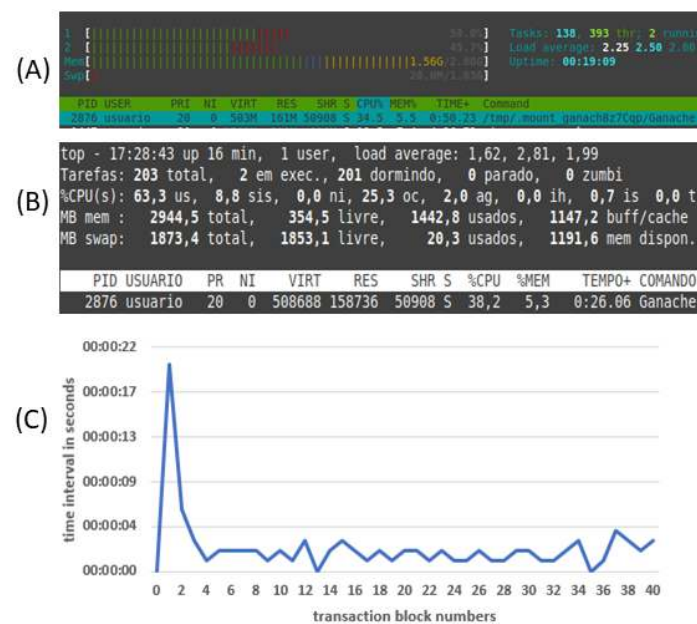 (A)
1 [ 50.0%] Tasks: 138, 393 thr; 2 runnin
2 [ 45.7%] Load average: 2.25 2.50 2.00
Mem[ 1.56G/2.88G] Uptime: 00:19:09
Swp[ 20.0M/1.83G]
PID USER PRI NI VIRT RES SHR S CPU% MEM% TIME+ Command
2876 usuario 20 0 503M 161M 50908 S 34.5 5.5 0:50.23 /tmp/.mount_ganach8z7Cqp/Ganache
(B)
top - 17:28:43 up 16 min, 1 user, load average: 1,62, 2,81, 1,99
Tarefas: 203 total, 2 em exec., 201 dormindo, 0 parado, 0 zumbi
%CPU(s): 63,3 us, 8,8 sis, 0,0 ni, 25,3 oc, 2,0 ag, 0,0 ih, 0,7 is 0,0 t
MB mem : 2944,5 total, 354,5 livre, 1442,8 usados, 1147,2 buff/cache
MB swap: 1873,4 total, 1853,1 livre, 20,3 usados, 1191,6 mem dispon.
PID USUARIO PR NI VIRT RES SHR S %CPU %MEM TEMPO+ COMANDO
2876 usuario 20 0 508688 158736 50908 S 38,2 5,3 0:26.06 Ganache
(C)
time interval in seconds
00:00:22
00:00:17
00:00:13
00:00:09
00:00:04
00:00:00
0 2 4 6 8 10 12 14 16 18 20 22 24 26 28 30 32 34 36 38 40
transaction block numbers